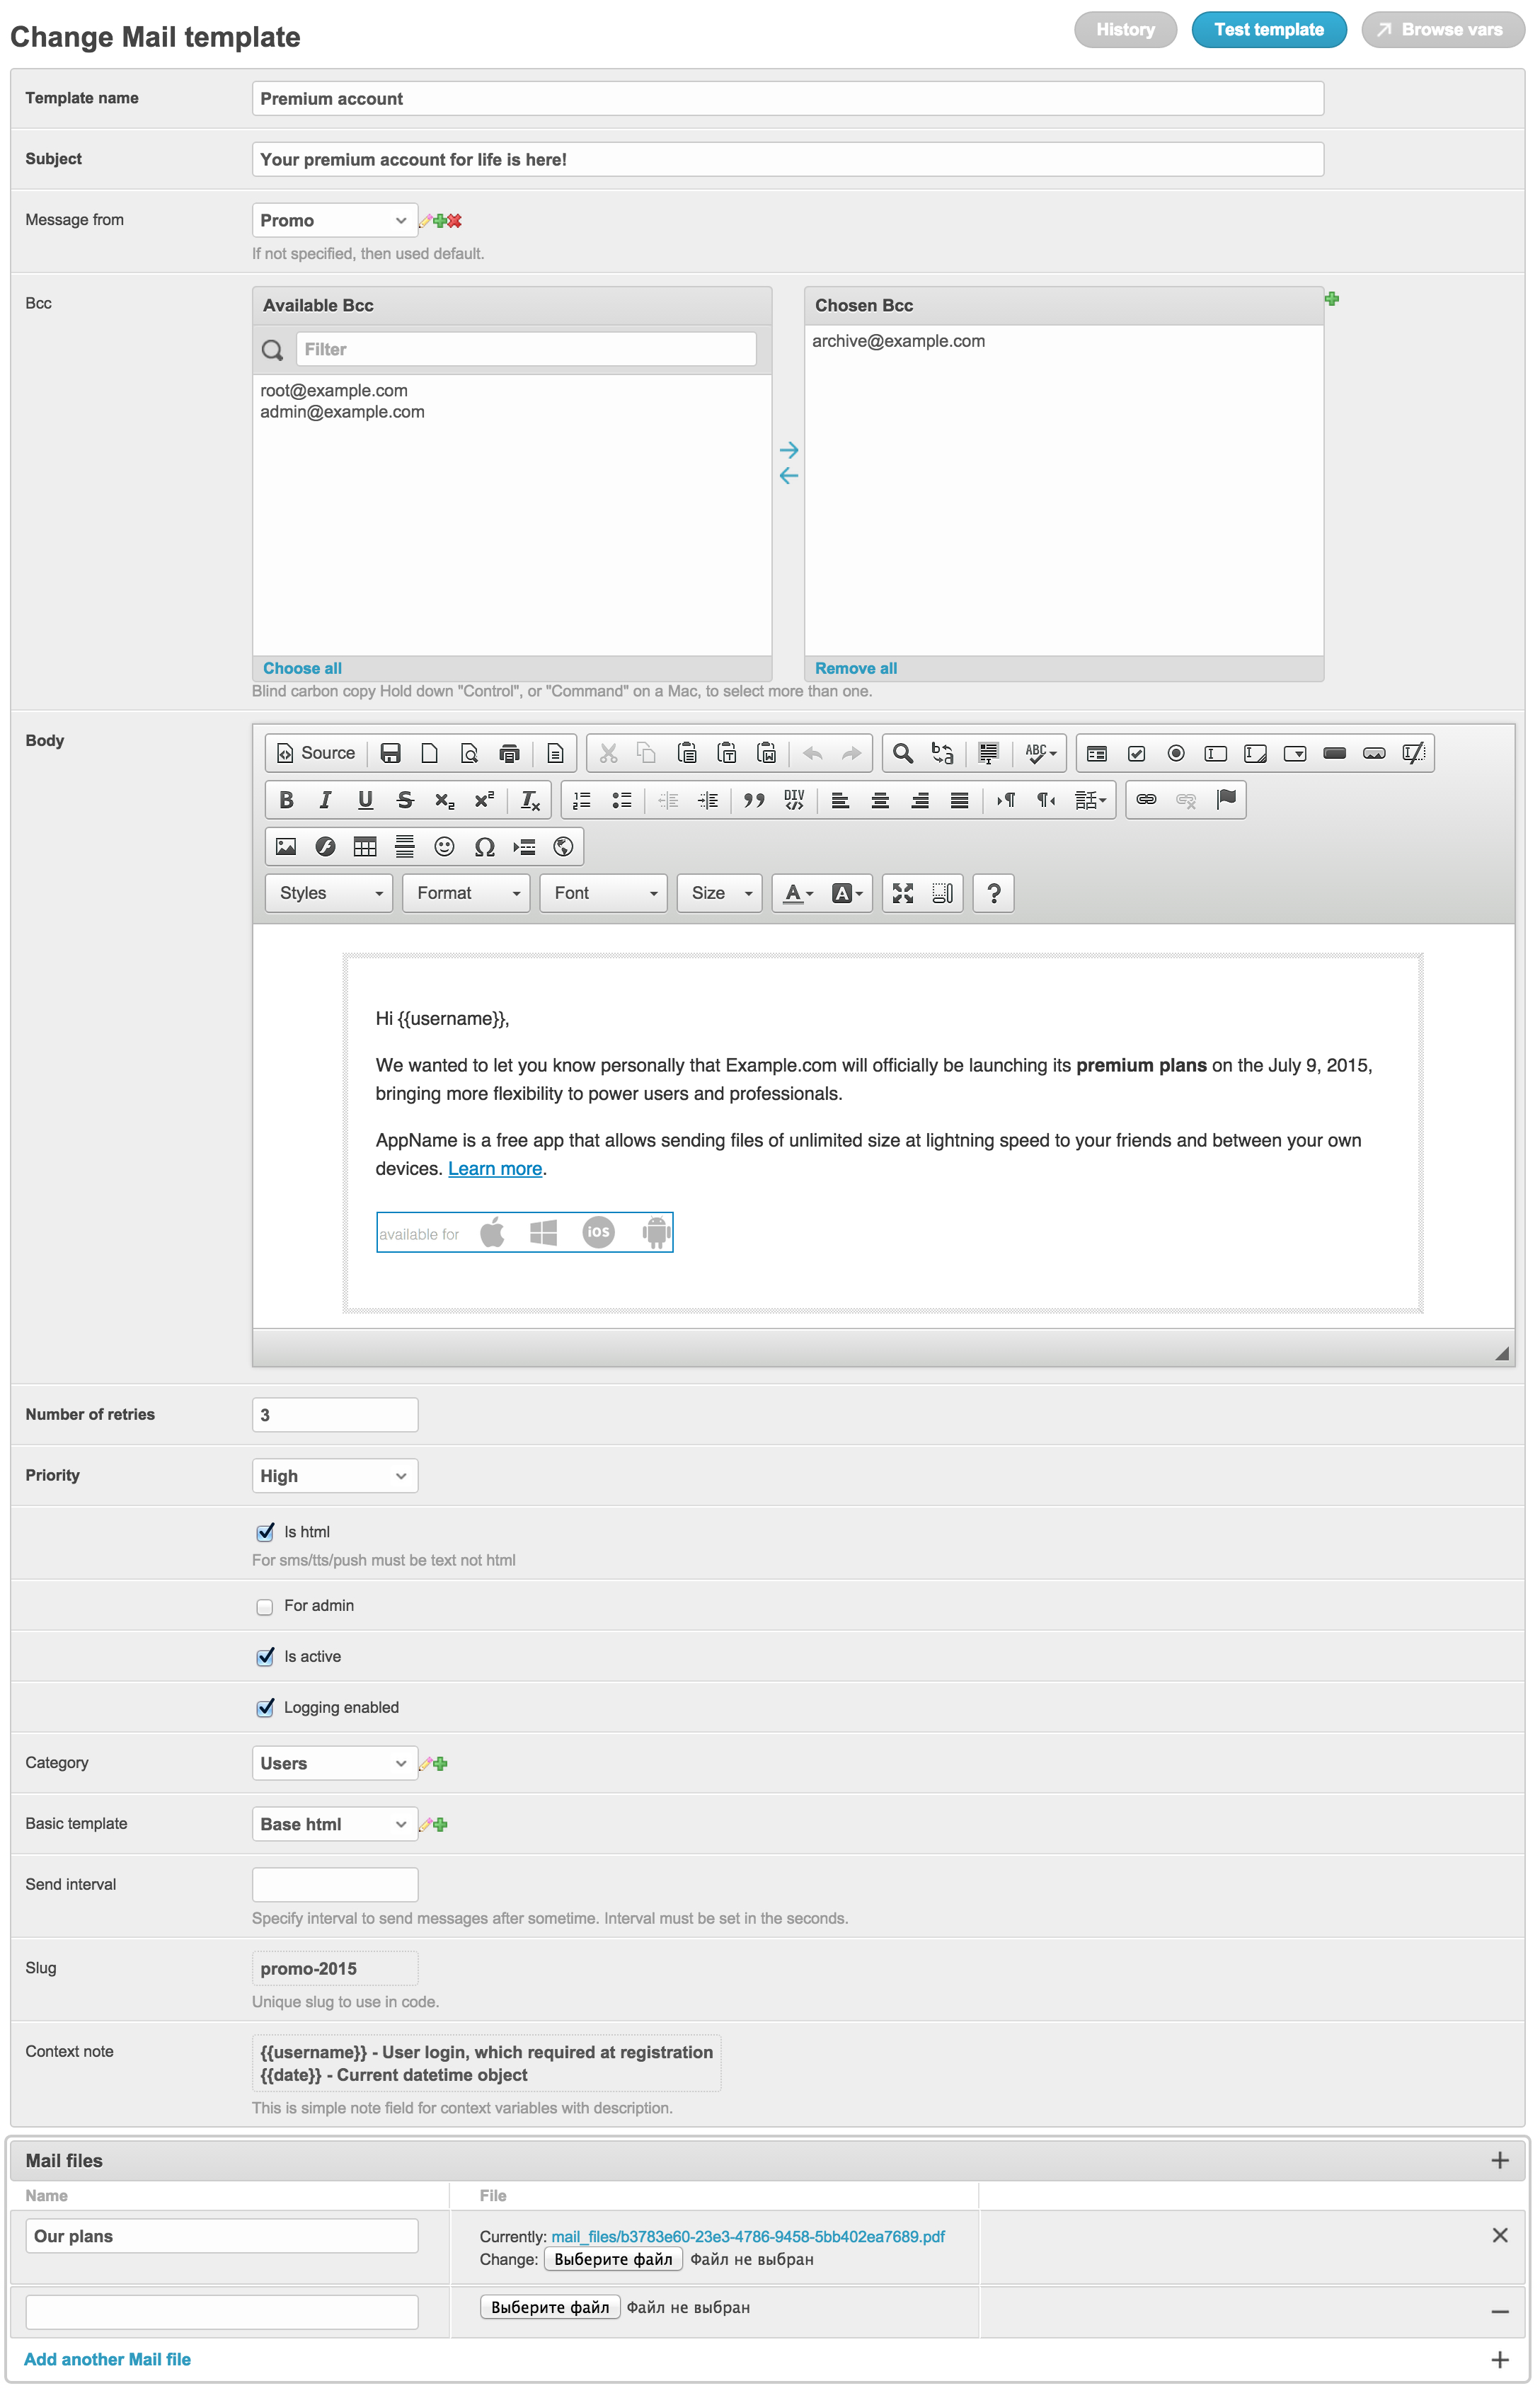 Change Mail template
History
Test template
Browse vars
Template name
Premium account
Subject
Your premium account for life is here!
Message from
Promo
If not specified, then used default.
Bcc
Available Bcc
Filter
root@example.com
admin@example.com
Choose all
Chosen Bcc
archive@example.com
Remove all
Blind carbon copy Hold down "Control", or "Command" on a Mac, to select more than one.
Body
Source
ABC
B I U S x₂ x² Tx
DIV
Styles
Format
Font
Size
A
A
?
Hi {{username}},
We wanted to let you know personally that Example.com will officially be launching its premium plans on the July 9, 2015,
bringing more flexibility to power users and professionals.
AppName is a free app that allows sending files of unlimited size at lightning speed to your friends and between your own
devices. Learn more.
available for
iOS
Number of retries
3
Priority
High
Is html
For sms/tts/push must be text not html
For admin
Is active
Logging enabled
Category
Users
Basic template
Base html
Send interval
Specify interval to send messages after sometime. Interval must be set in the seconds.
Slug
promo-2015
Unique slug to use in code.
Context note
{{username}} - User login, which required at registration
{{date}} - Current datetime object
This is simple note field for context variables with description.
Mail files
Name
File
Our plans
Currently: mail_files/b3783e60-23e3-4786-9458-5bb402ea7689.pdf
Change: Выберите файл Файл не выбран
Выберите файл Файл не выбран
Add another Mail file